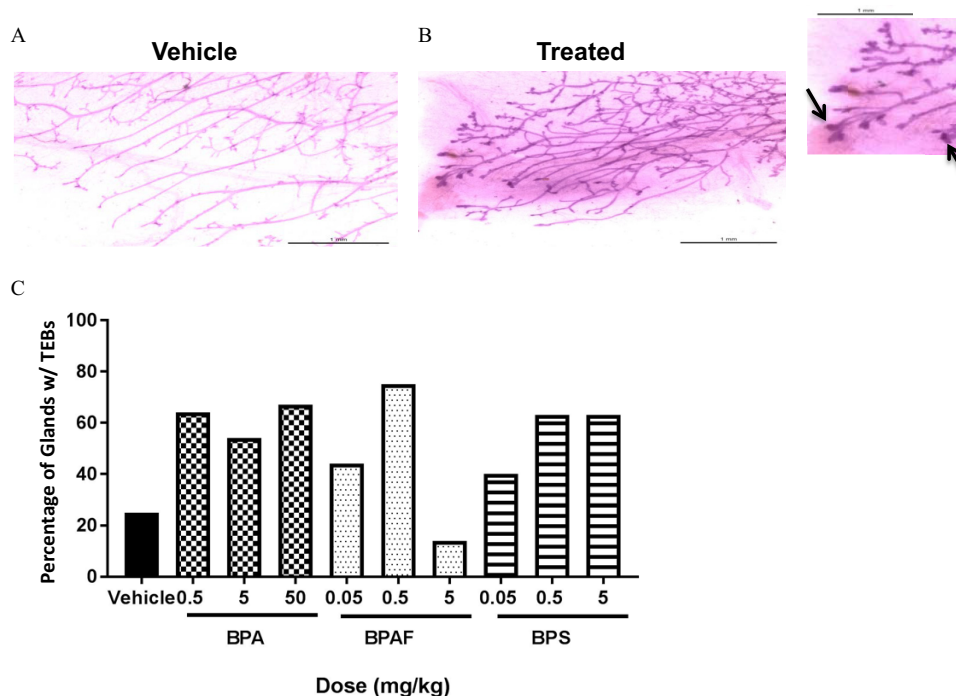 A
Vehicle
B
Treated
1 mm
1 mm
1 mm
C
Percentage of Glands w/ TEBs
100
80
60
40
20
0
Vehicle 0.5 5 50 0.05 0.5 5 0.05 0.5 5
BPA BPAF BPS
Dose (mg/kg)